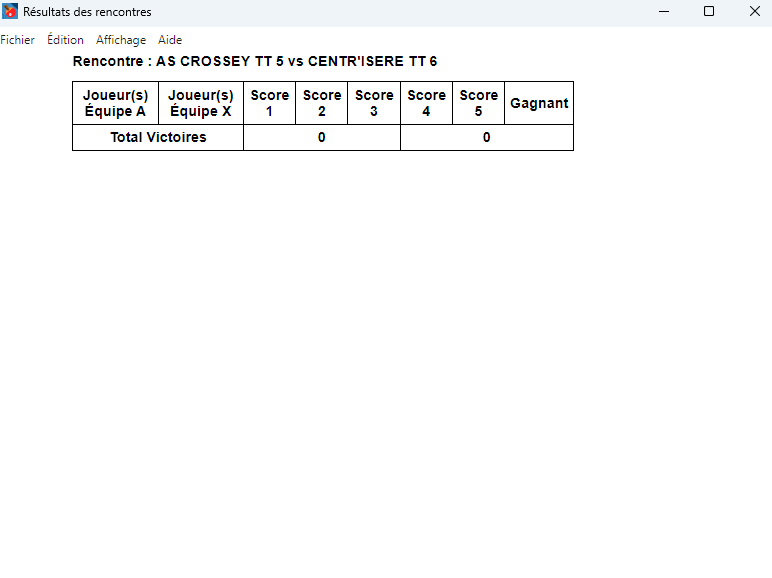 Résultats des rencontres
Fichier Édition Affichage Aide
Rencontre : AS CROSSEY TT 5 vs CENTR'ISERE TT 6
Joueur(s) Équipe A Joueur(s) Équipe X Score 1 Score 2 Score 3 Score 4 Score 5 Gagnant
Total Victoires 0 0